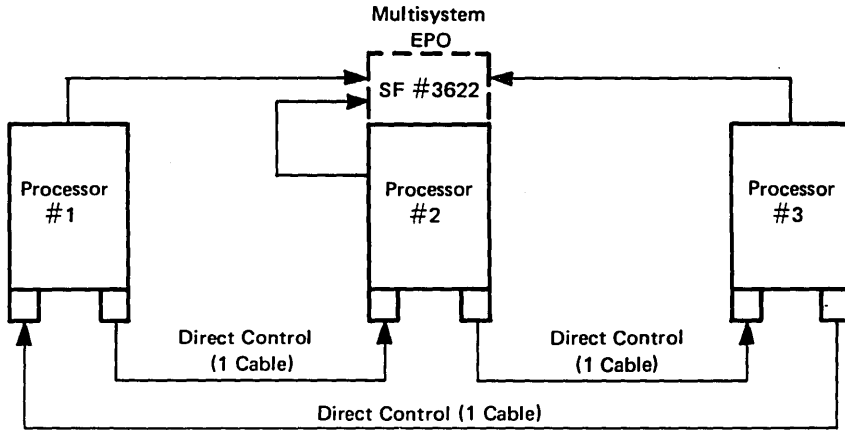 Multisystem
EPO
SF #3622
Processor
#1
Processor
#2
Processor
#3
Direct Control
(1 Cable)
Direct Control
(1 Cable)
Direct Control (1 Cable)